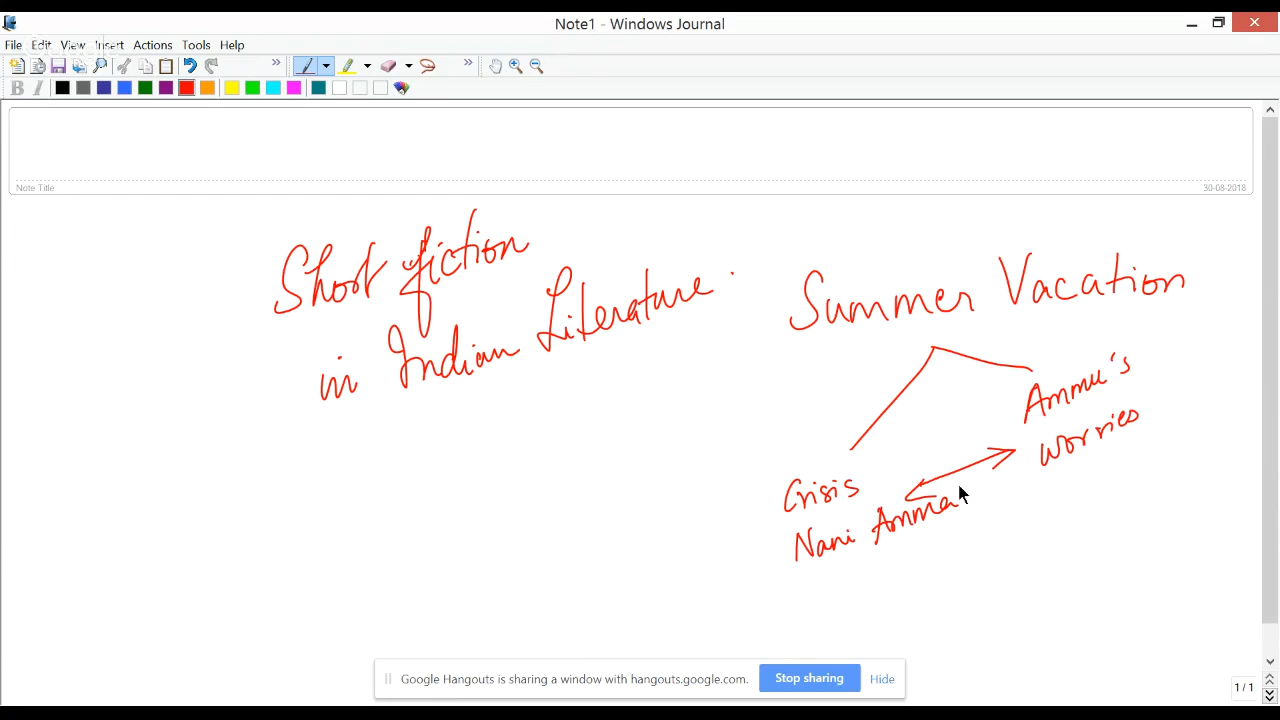 Note1 - Windows Journal
File Edit View Insert Actions Tools Help
B I
Note Title
30-08-2018
Short fiction
in Indian Literature.
Summer Vacation
Ammu's
worries
Crisis
Nani Amma
Google Hangouts is sharing a window with hangouts.google.com.
Stop sharing
Hide
1 / 1